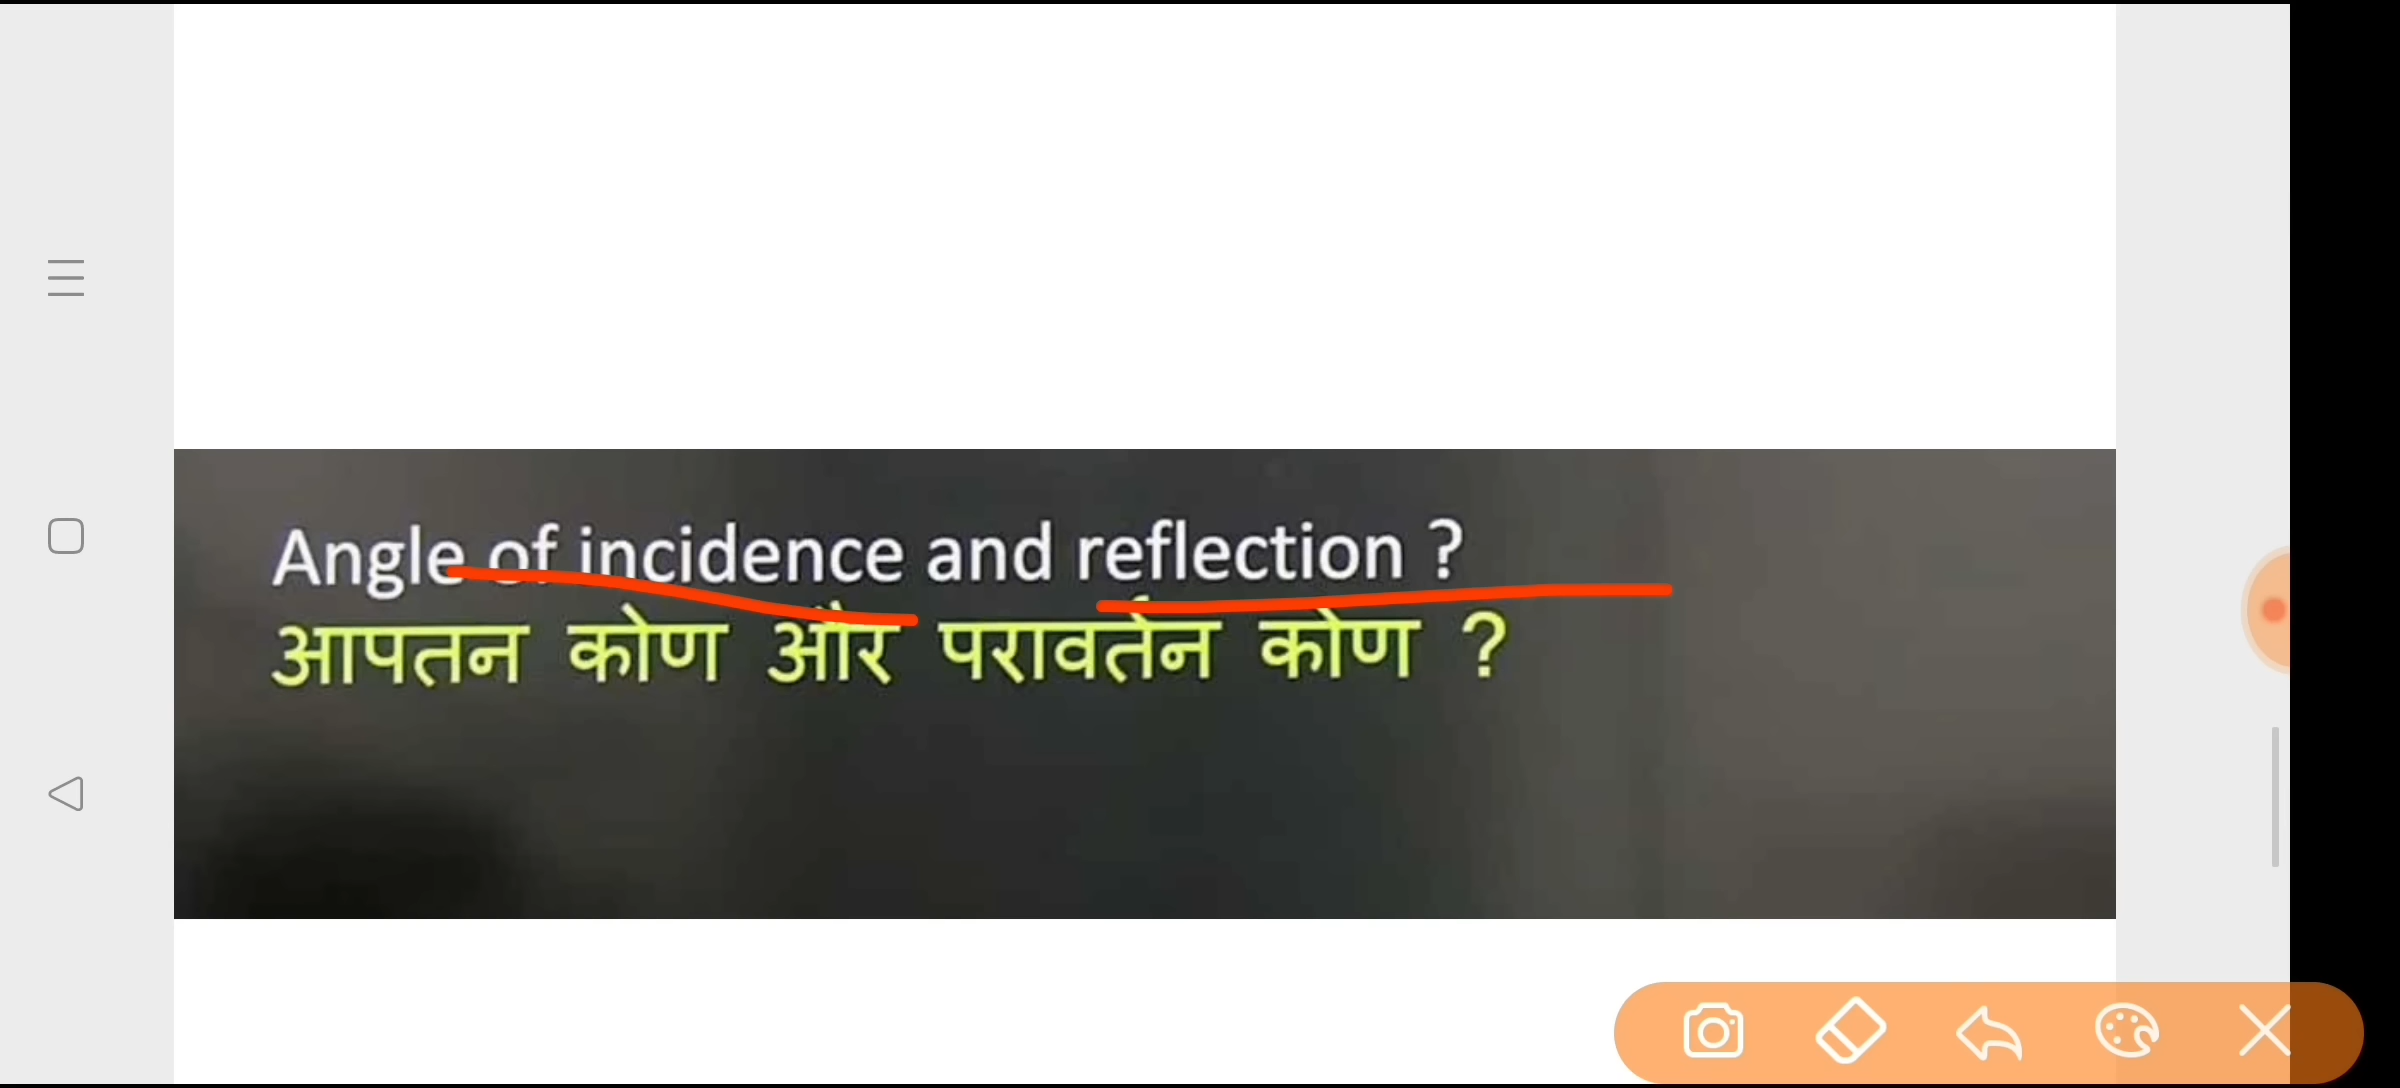 Angle of incidence and reflection ?
आपतन कोण और परावर्तन कोण ?